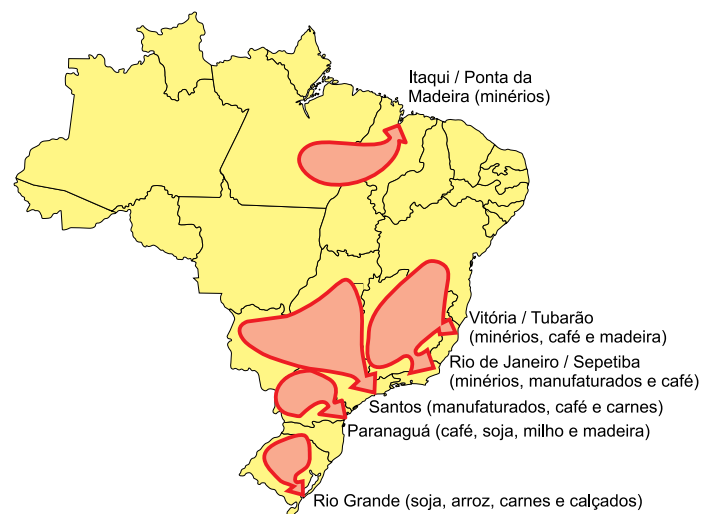 Itaqui / Ponta da
Madeira (minérios)
Vitória / Tubarão
(minérios, café e madeira)
Rio de Janeiro / Sepetiba
(minérios, manufaturados e café)
Santos (manufaturados, café e carnes)
Paranaguá (café, soja, milho e madeira)
Rio Grande (soja, arroz, carnes e calçados)